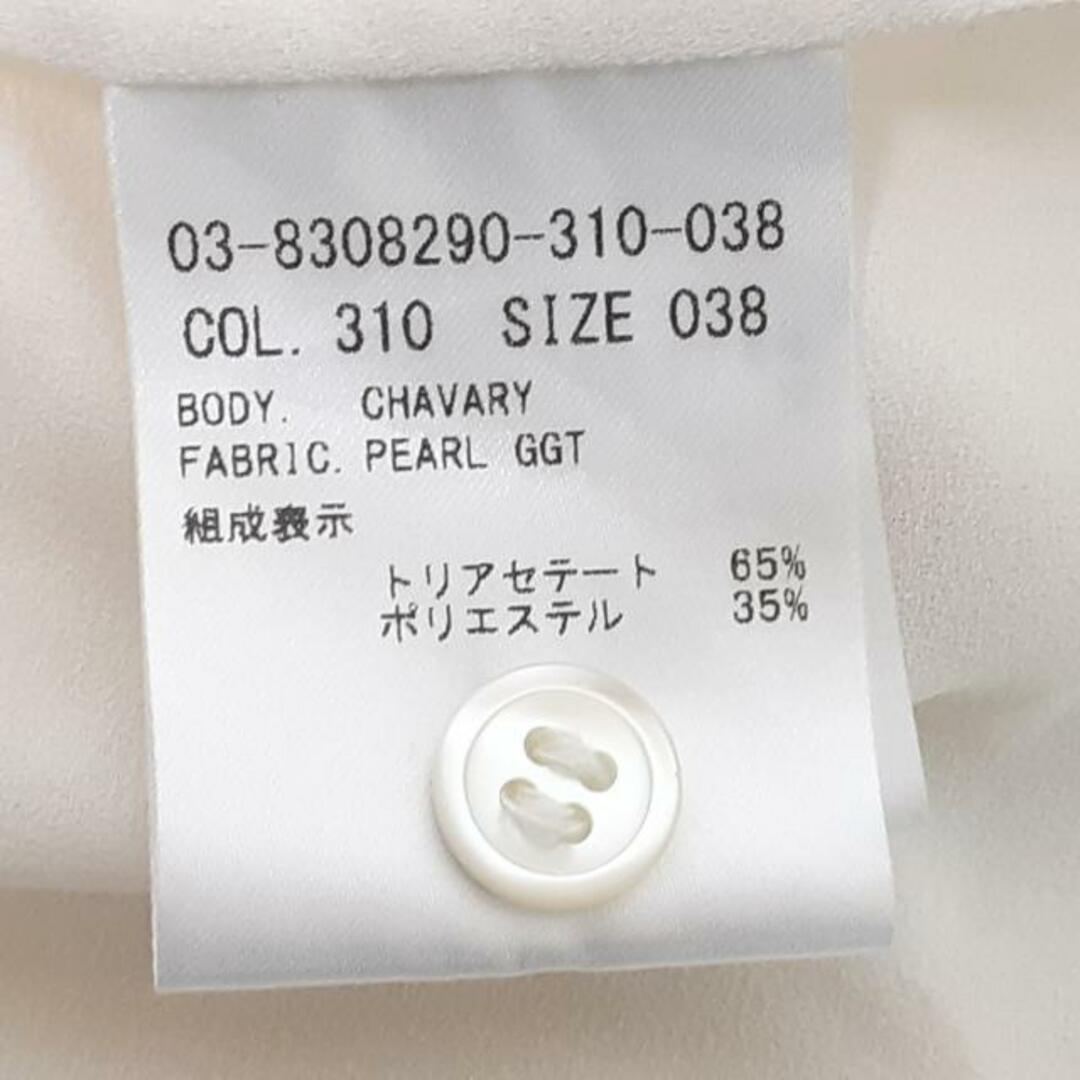 03-8308290-310-038
COL. 310 SIZE 038
BODY. CHAVARY
FABRIC. PEARL GGT
組成表示
トリアセテート 65%
ポリエステル 35%